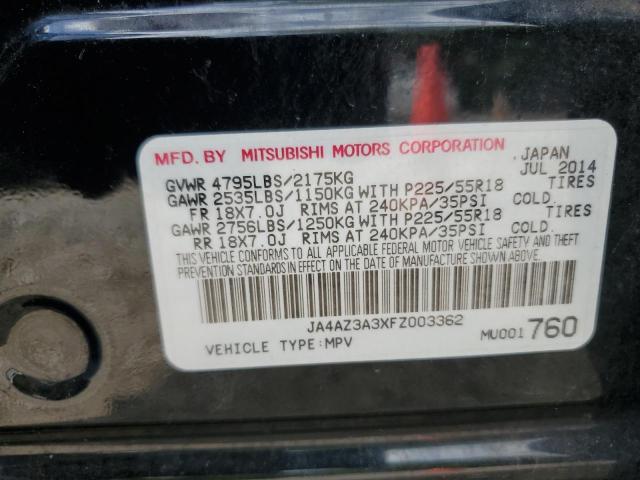 MFD. BY MITSUBISHI MOTORS CORPORATION JAPAN
GVWR 4795LBS/2175KG JUL 2014
GAWR 2535LBS/1150KG WITH P225/55R18 TIRES
FR 18X7.0J RIMS AT 240KPA/35PSI COLD.
GAWR 2756LBS/1250KG WITH P225/55R18 TIRES
RR 18X7.0J RIMS AT 240KPA/35PSI COLD.
THIS VEHICLE CONFORMS TO ALL APPLICABLE FEDERAL MOTOR VEHICLE SAFETY AND THEFT
PREVENTION STANDARDS IN EFFECT ON THE DATE OF MANUFACTURE SHOWN ABOVE.
JA4AZ3A3XFZ003362
VEHICLE TYPE:MPV MU001760